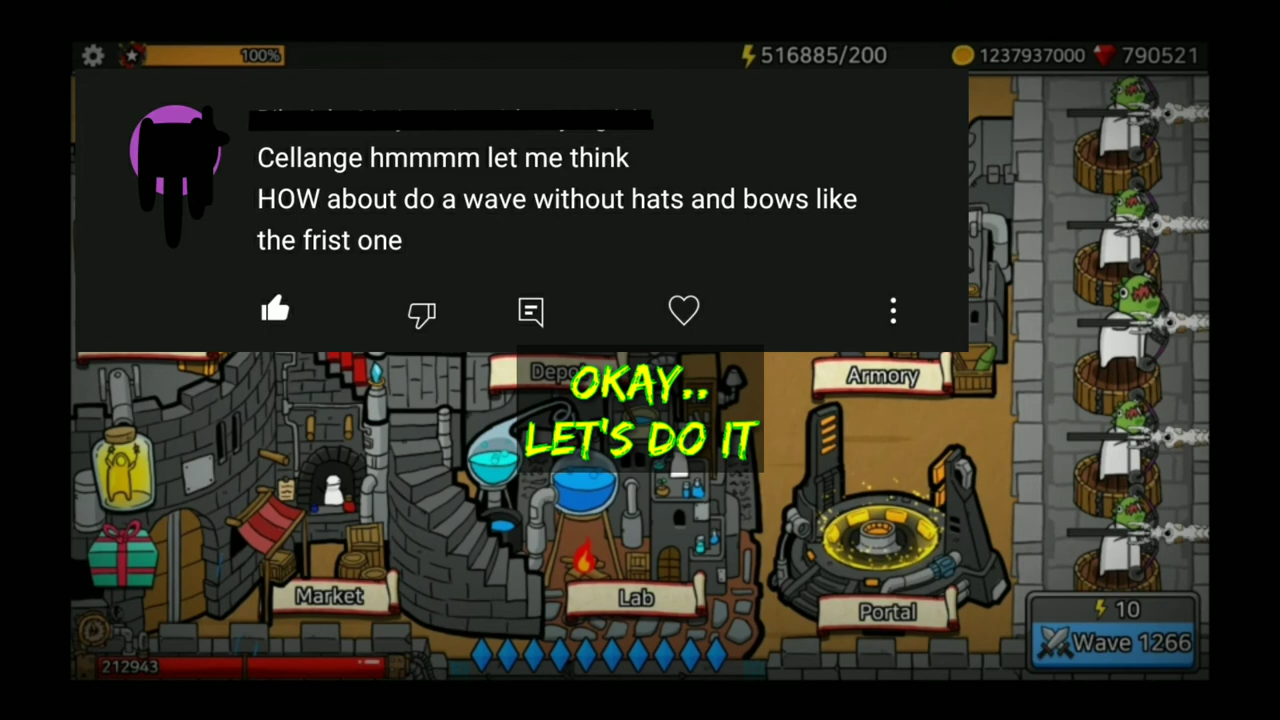 100%
516885/200
1237937000
790521
Cellange hmmmm let me think
HOW about do a wave without hats and bows like
the frist one
Armory
OKAY..
LET'S DO IT
Market
Lab
Portal
10
Wave 1266
212943